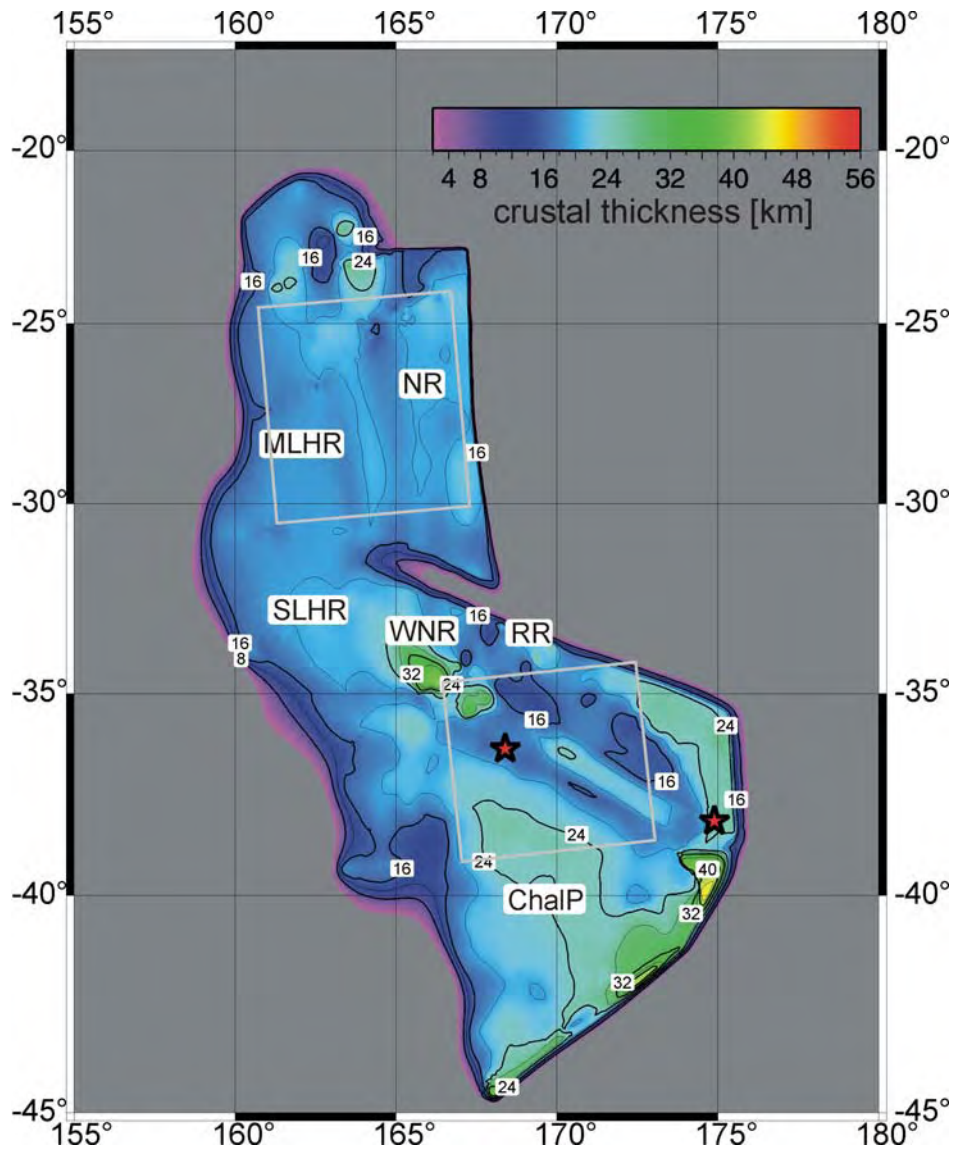 155° 160° 165° 170° 175° 180°
-20° -20°
4 8 16 24 32 40 48 56
crustal thickness [km]
16
16 24
16
-25° -25°
NR
MLHR
16
-30° -30°
SLHR 16
WNR RR
16
8
32 24
-35° -35°
16 24
16
16
24
16 24 40
-40° ChalP -40°
32
32
24
-45° -45°
155° 160° 165° 170° 175° 180°